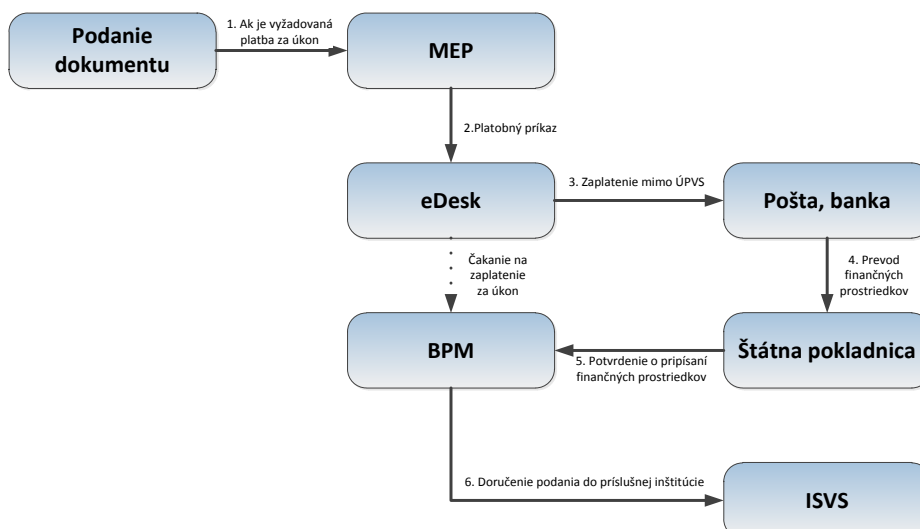 Podanie
dokumentu
1. Ak je vyžadovaná
platba za úkon
MEP
2.Platobný príkaz
eDesk
3. Zaplatenie mimo ÚPVS
Pošta, banka
Čakanie na
zaplatenie
za úkon
4. Prevod
finančných
prostriedkov
BPM
5. Potvrdenie o pripísaní
finančných prostriedkov
Štátna pokladnica
6. Doručenie podania do príslušnej inštitúcie
ISVS